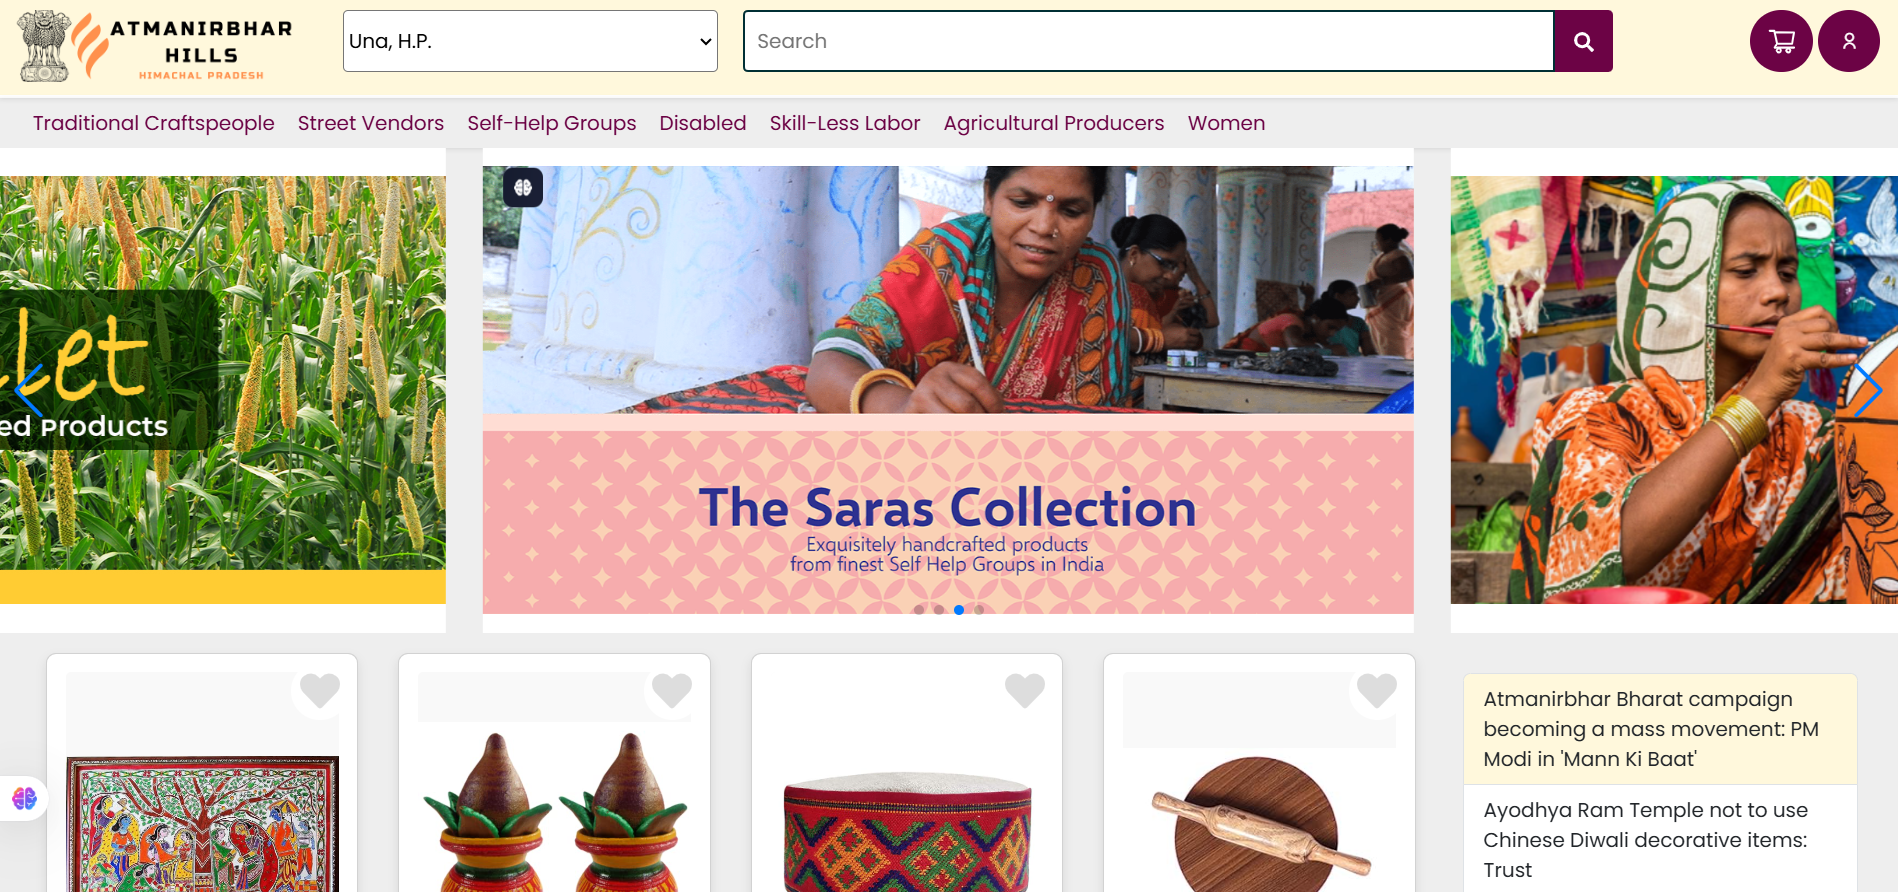 ATMANIRBHAR
HILLS
HIMACHAL PRADESH
Una, H.P.
Search
Traditional Craftspeople Street Vendors Self-Help Groups Disabled Skill-Less Labor Agricultural Producers Women
let
ed Products
The Saras Collection
Exquisitely handcrafted products
from finest Self Help Groups in India
Atmanirbhar Bharat campaign
becoming a mass movement: PM
Modi in 'Mann Ki Baat'
Ayodhya Ram Temple not to use
Chinese Diwali decorative items:
Trust